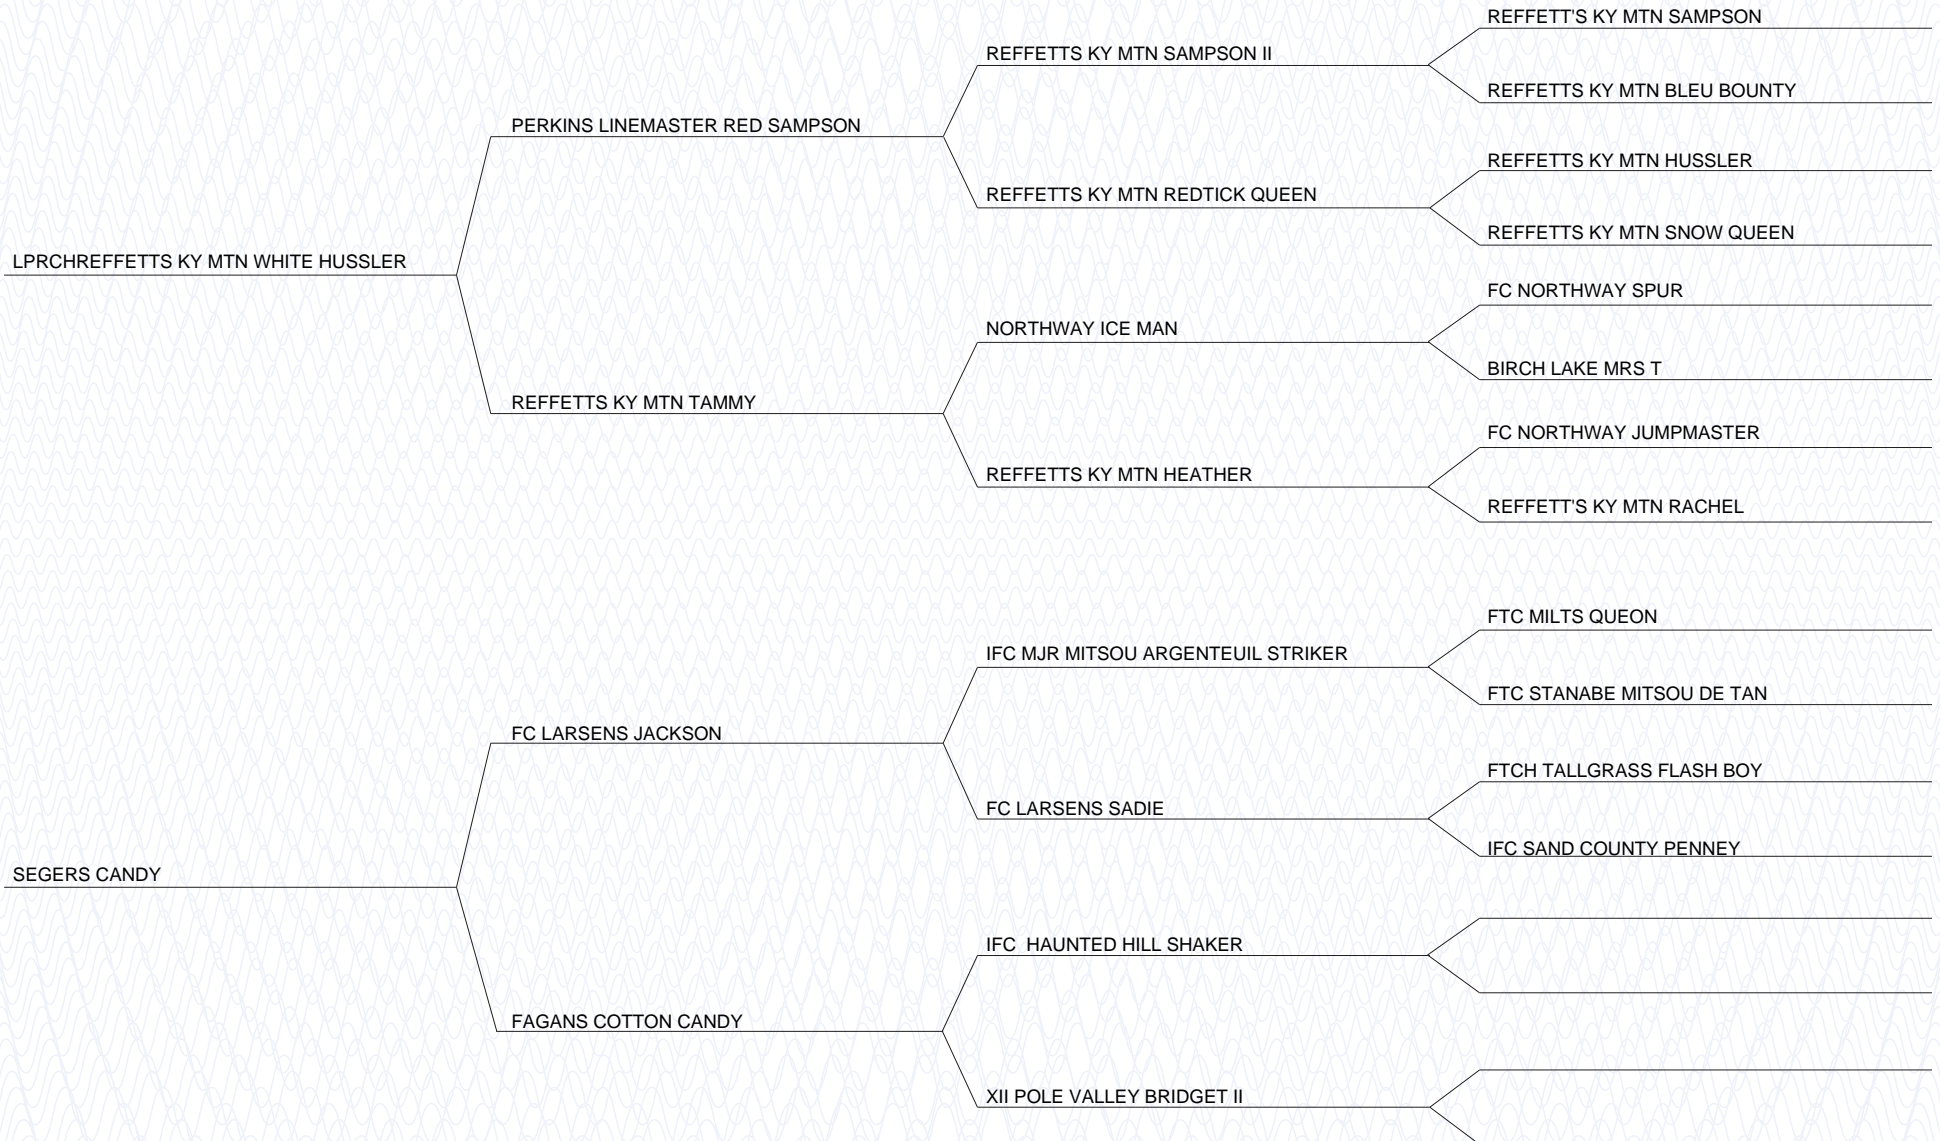 REFFETT'S KY MTN SAMPSON
REFFETTS KY MTN SAMPSON II
REFFETTS KY MTN BLEU BOUNTY
PERKINS LINEMASTER RED SAMPSON
REFFETTS KY MTN HUSSLER
REFFETTS KY MTN REDTICK QUEEN
REFFETTS KY MTN SNOW QUEEN
LPRCHREFFETTS KY MTN WHITE HUSSLER
FC NORTHWAY SPUR
NORTHWAY ICE MAN
BIRCH LAKE MRS T
REFFETTS KY MTN TAMMY
FC NORTHWAY JUMPMASTER
REFFETTS KY MTN HEATHER
REFFETT'S KY MTN RACHEL
FTC MILTS QUEON
IFC MJR MITSOU ARGENTEUIL STRIKER
FTC STANABE MITSOU DE TAN
FC LARSENS JACKSON
FTCH TALLGRASS FLASH BOY
FC LARSENS SADIE
IFC SAND COUNTY PENNEY
SEGERS CANDY
IFC  HAUNTED HILL SHAKER
FAGANS COTTON CANDY
XII POLE VALLEY BRIDGET II